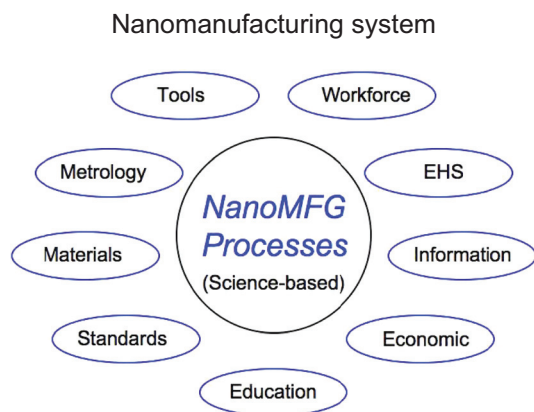 Nanomanufacturing system
Tools
Workforce
Metrology
EHS
NanoMFG
Processes
(Science-based)
Materials
Information
Standards
Economic
Education